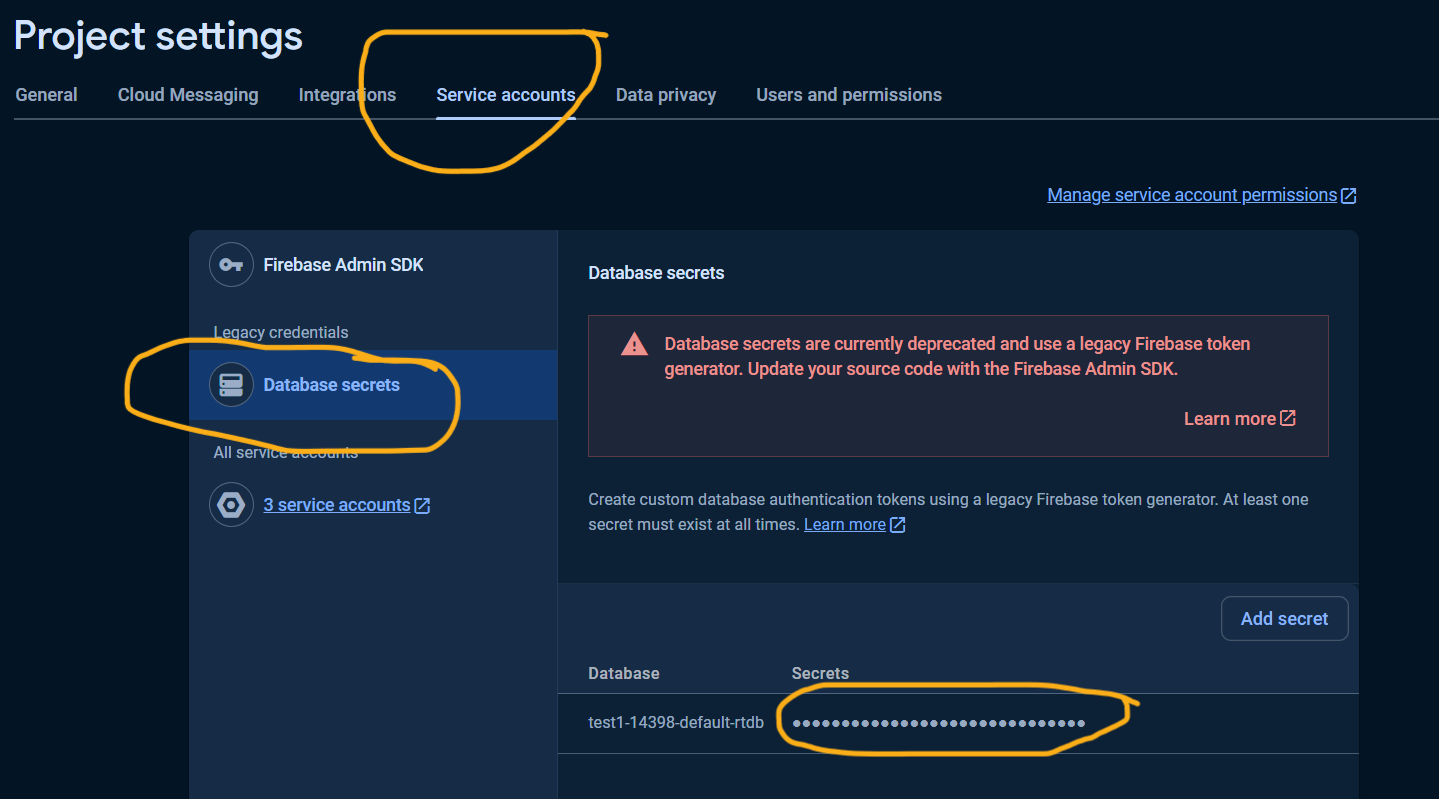 Project settings
General Cloud Messaging Integrations Service accounts Data privacy Users and permissions
Manage service account permissions
Firebase Admin SDK
Legacy credentials
Database secrets
All service accounts
3 service accounts
Database secrets
Database secrets are currently deprecated and use a legacy Firebase token
generator. Update your source code with the Firebase Admin SDK.
Learn more
Create custom database authentication tokens using a legacy Firebase token generator. At least one
secret must exist at all times. Learn more
Add secret
Database Secrets
test1-14398-default-rtdb ••••••••••••••••••••••••••••••